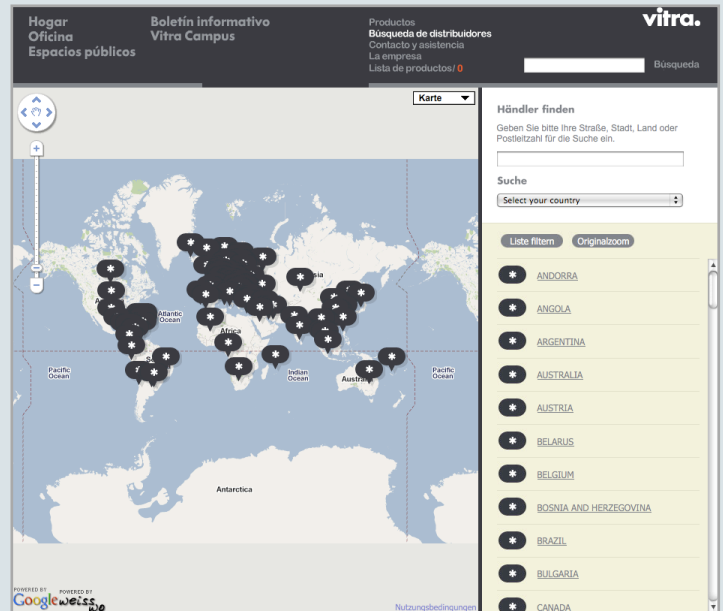 Hogar
Oficina
Espacios públicos
Boletín informativo
Vitra Campus
Productos
Búsqueda de distribuidores
Contacto y asistencia
La empresa
Lista de productos/ 0
vitra.
Búsqueda
Karte
Atlantic
Ocean
Africa
Pacific
Ocean
Indian
Ocean
Pacific
Ocean
Antarctica
POWERED BY
Google
POWERED BY
weisswo
Nutzungsbedingungen
Händler finden
Geben Sie bitte Ihre Straße, Stadt, Land oder
Postleitzahl für die Suche ein.
Suche
Select your country
Liste filtern
Originalzoom
ANDORRA
ANGOLA
ARGENTINA
AUSTRALIA
AUSTRIA
BELARUS
BELGIUM
BOSNIA AND HERZEGOVINA
BRAZIL
BULGARIA
CANADA